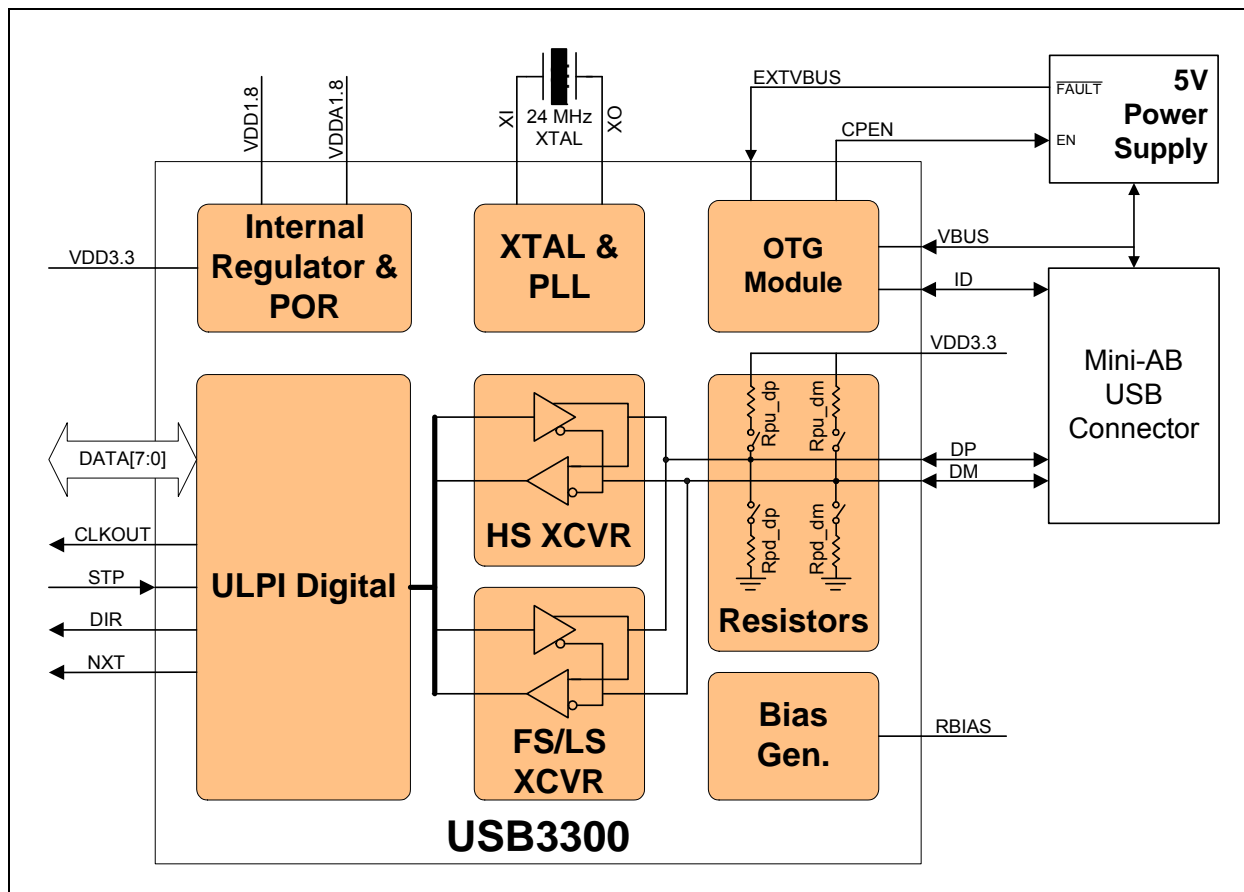 EXTVBUS
FAULT
5V
Power
Supply
CPEN
EN
VDD1.8
VDDA1.8
XI
24 MHz
XTAL
XO
Internal
Regulator &
POR
XTAL &
PLL
OTG
Module
VDD3.3
VBUS
ID
VDD3.3
Mini-AB
USB
Connector
Rpu_dp
Rpu_dm
DP
DM
Rpd_dp
Rpd_dm
Resistors
DATA[7:0]
CLKOUT
STP
DIR
NXT
ULPI Digital
HS XCVR
FS/LS
XCVR
Bias
Gen.
RBIAS
USB3300